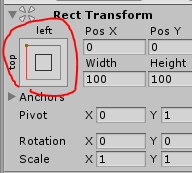 Rect Transform
left Pos X Pos Y
top 0 0
Width Height
100 100
Anchors
Pivot X 0 Y 1
Rotation X 0 Y 0
Scale X 1 Y 1